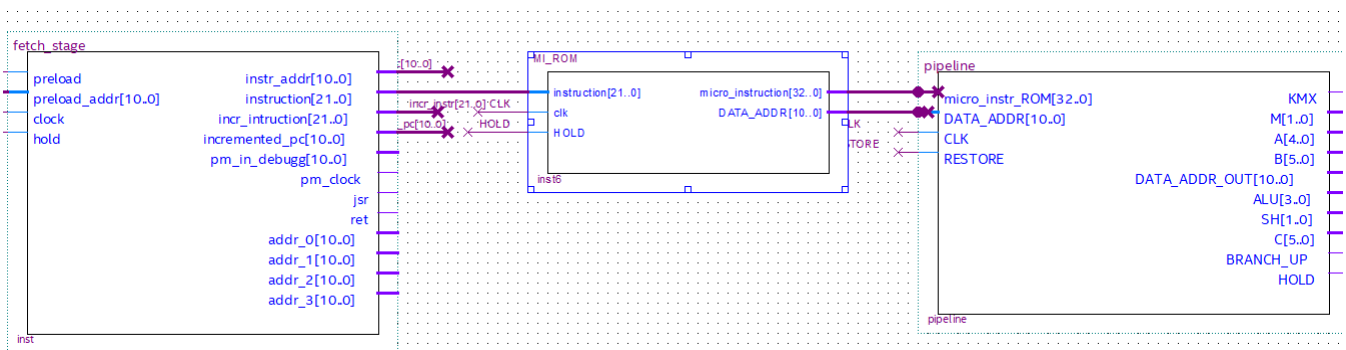 fetch_stage
preload
preload_addr[10..0]
clock
hold
instr_addr[10..0]
instruction[21..0]
incr_intruction[21..0]
incremented_pc[10..0]
pm_in_debugg[10..0]
pm_clock
jsr
ret
addr_0[10..0]
addr_1[10..0]
addr_2[10..0]
addr_3[10..0]
inst
[10..0]
incr_instr[21..0]
_pc[10..0]
CLK
HOLD
MI_ROM
instruction[21..0]
clk
HOLD
micro_instruction[32..0]
DATA_ADDR[10..0]
inst6
LK
TORE
pipeline
micro_instr_ROM[32..0]
DATA_ADDR[10..0]
CLK
RESTORE
KMX
M[1..0]
A[4..0]
B[5..0]
DATA_ADDR_OUT[10..0]
ALU[3..0]
SH[1..0]
C[5..0]
BRANCH_UP
HOLD
pipeline